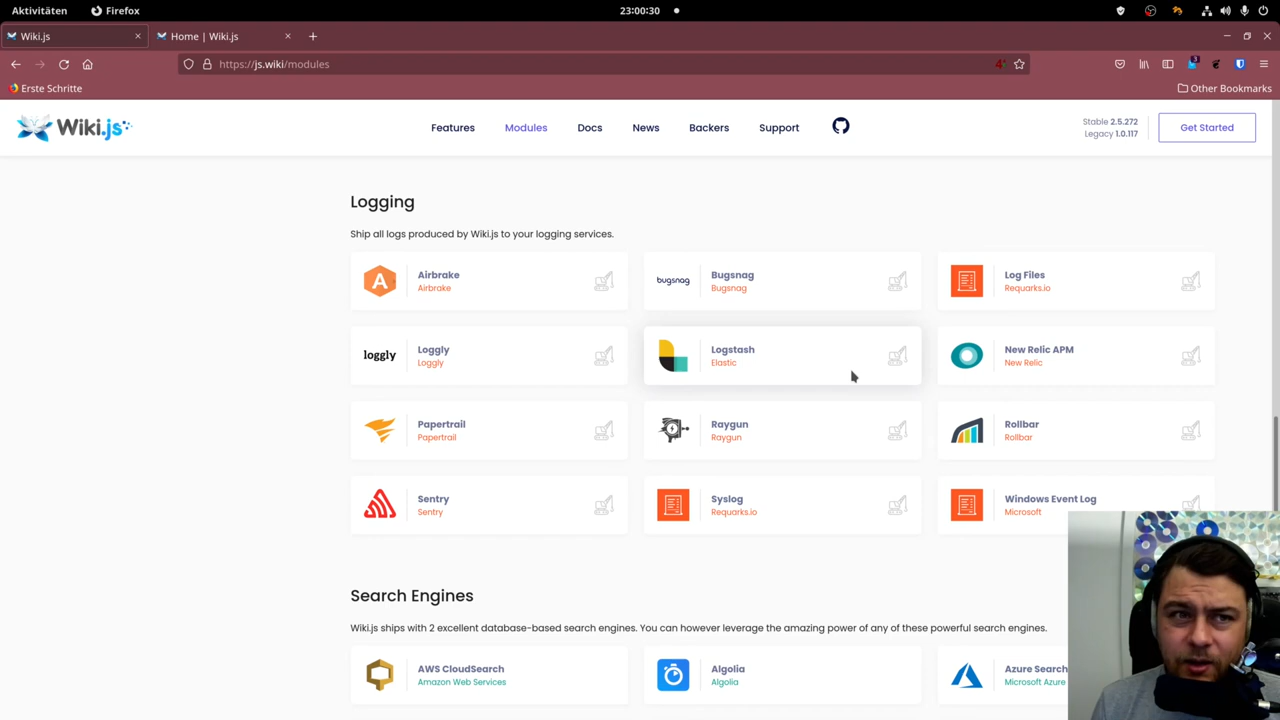 Aktivitäten
Firefox
23:00:30
Wiki.js
Home | Wiki.js
https://js.wiki/modules
Erste Schritte
Other Bookmarks
Wiki.js
Features
Modules
Docs
News
Backers
Support
Stable 2.5.272
Legacy 1.0.117
Get Started
Logging
Ship all logs produced by Wiki.js to your logging services.
Airbrake
Airbrake
bugsnag
Bugsnag
Bugsnag
Log Files
Requarks.io
loggly
Loggly
Loggly
Logstash
Elastic
New Relic APM
New Relic
Papertrail
Papertrail
Raygun
Raygun
Rollbar
Rollbar
Sentry
Sentry
Syslog
Requarks.io
Windows Event Log
Microsoft
Search Engines
Wiki.js ships with 2 excellent database-based search engines. You can however leverage the amazing power of any of these powerful search engines.
AWS CloudSearch
Amazon Web Services
Algolia
Algolia
Azure Search
Microsoft Azure